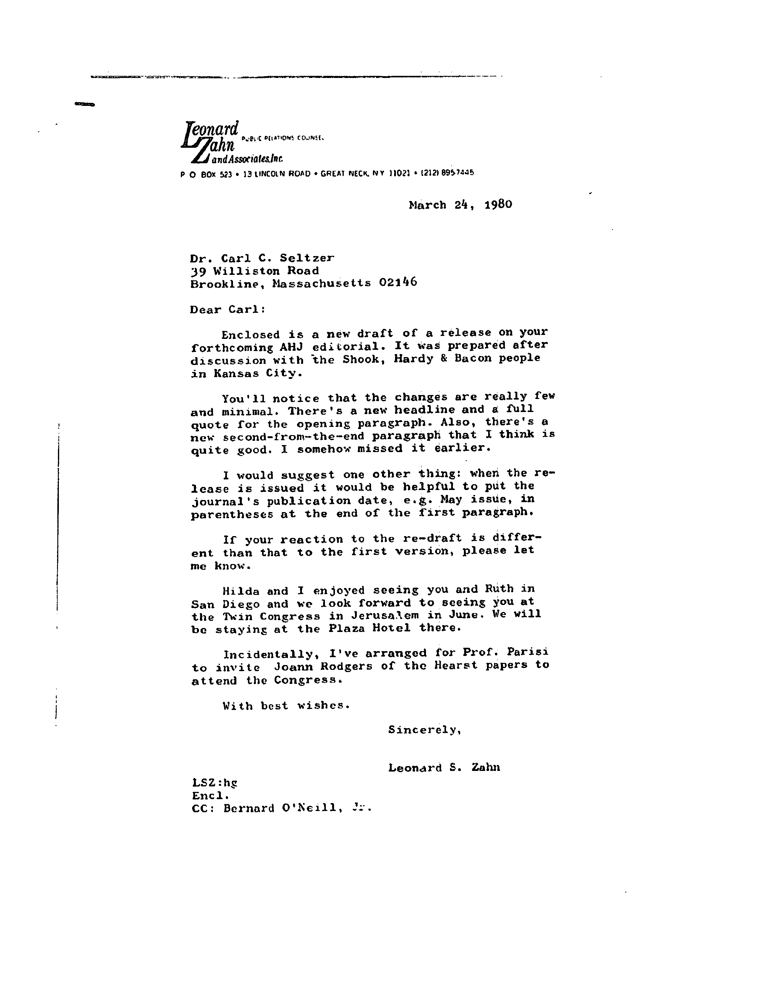 Leonard
Zahn PUBLIC RELATIONS COUNSEL
and Associates, Inc.
P O BOX 523 • 13 LINCOLN ROAD • GREAT NECK, NY 11021 • (212) 895-7445
March 24, 1980
Dr. Carl C. Seltzer
39 Williston Road
Brookline, Massachusetts 02146
Dear Carl:
Enclosed is a new draft of a release on your
forthcoming AHJ editorial. It was prepared after
discussion with the Shook, Hardy & Bacon people
in Kansas City.
You'll notice that the changes are really few
and minimal. There's a new headline and a full
quote for the opening paragraph. Also, there's a
new second-from-the-end paragraph that I think is
quite good. I somehow missed it earlier.
I would suggest one other thing: when the re-
lease is issued it would be helpful to put the
journal's publication date, e.g. May issue, in
parentheses at the end of the first paragraph.
If your reaction to the re-draft is differ-
ent than that to the first version, please let
me know.
Hilda and I enjoyed seeing you and Ruth in
San Diego and we look forward to seeing you at
the Twin Congress in Jerusalem in June. We will
be staying at the Plaza Hotel there.
Incidentally, I've arranged for Prof. Parisi
to invite Joann Rodgers of the Hearst papers to
attend the Congress.
With best wishes.
Sincerely,
Leonard S. Zahn
LSZ:hg
Encl.
CC: Bernard O'Neill, Jr.